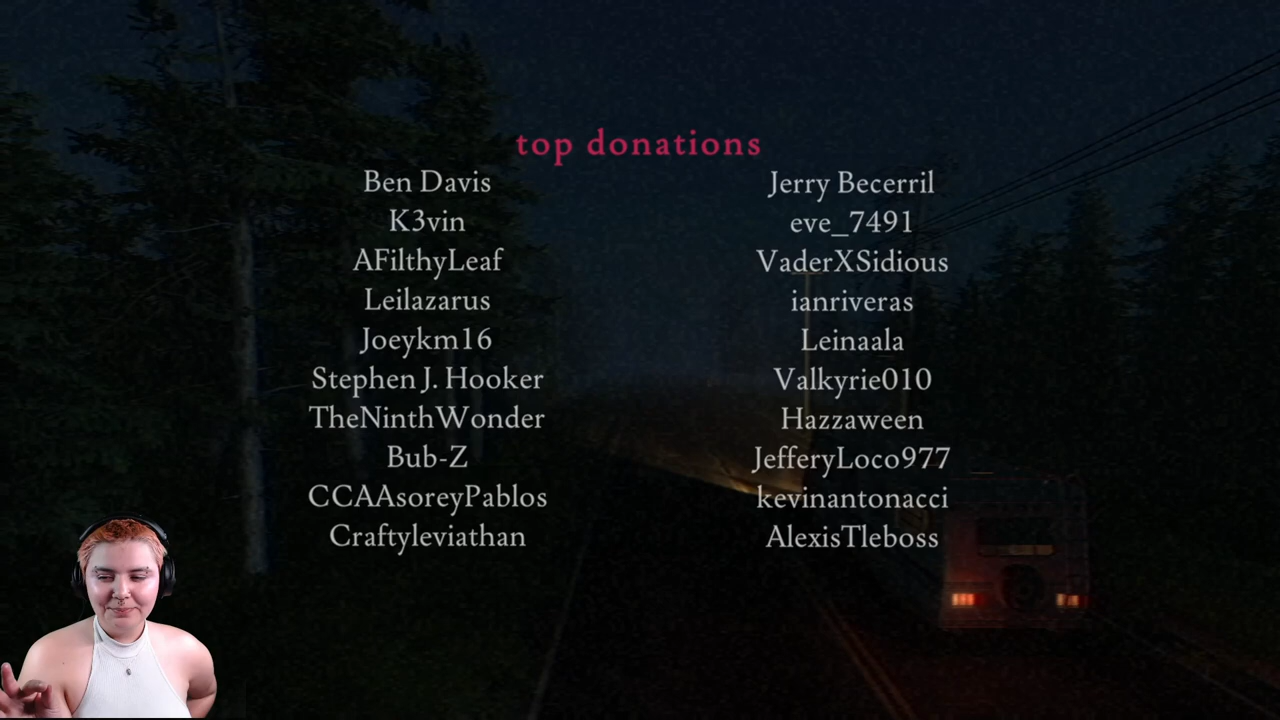 top donations
Ben Davis
K3vin
AFilthyLeaf
Leilazarus
Joeykm16
Stephen J. Hooker
TheNinthWonder
Bub-Z
CCAAsoreyPablos
Craftyleviathan
Jerry Becerril
eve_7491
VaderXSidious
ianriveras
Leinaala
Valkyrie010
Hazzaween
JefferyLoco977
kevinantonacci
AlexisTleboss